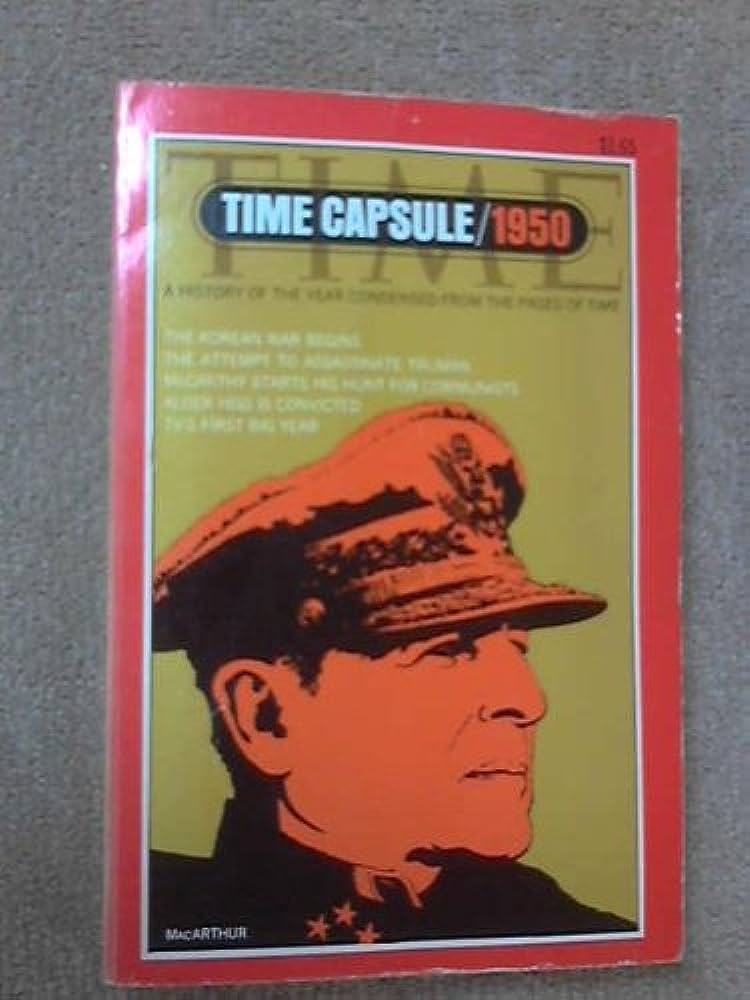 $1.65
TIME
TIME CAPSULE/1950
A HISTORY OF THE YEAR CONDENSED FROM THE PAGES OF TIME
THE KOREAN WAR BEGINS
THE ATTEMPT TO ASSASSINATE TRUMAN
McCARTHY STARTS HIS HUNT FOR COMMUNISTS
ALGER HISS IS CONVICTED
TV'S FIRST BIG YEAR
MacARTHUR